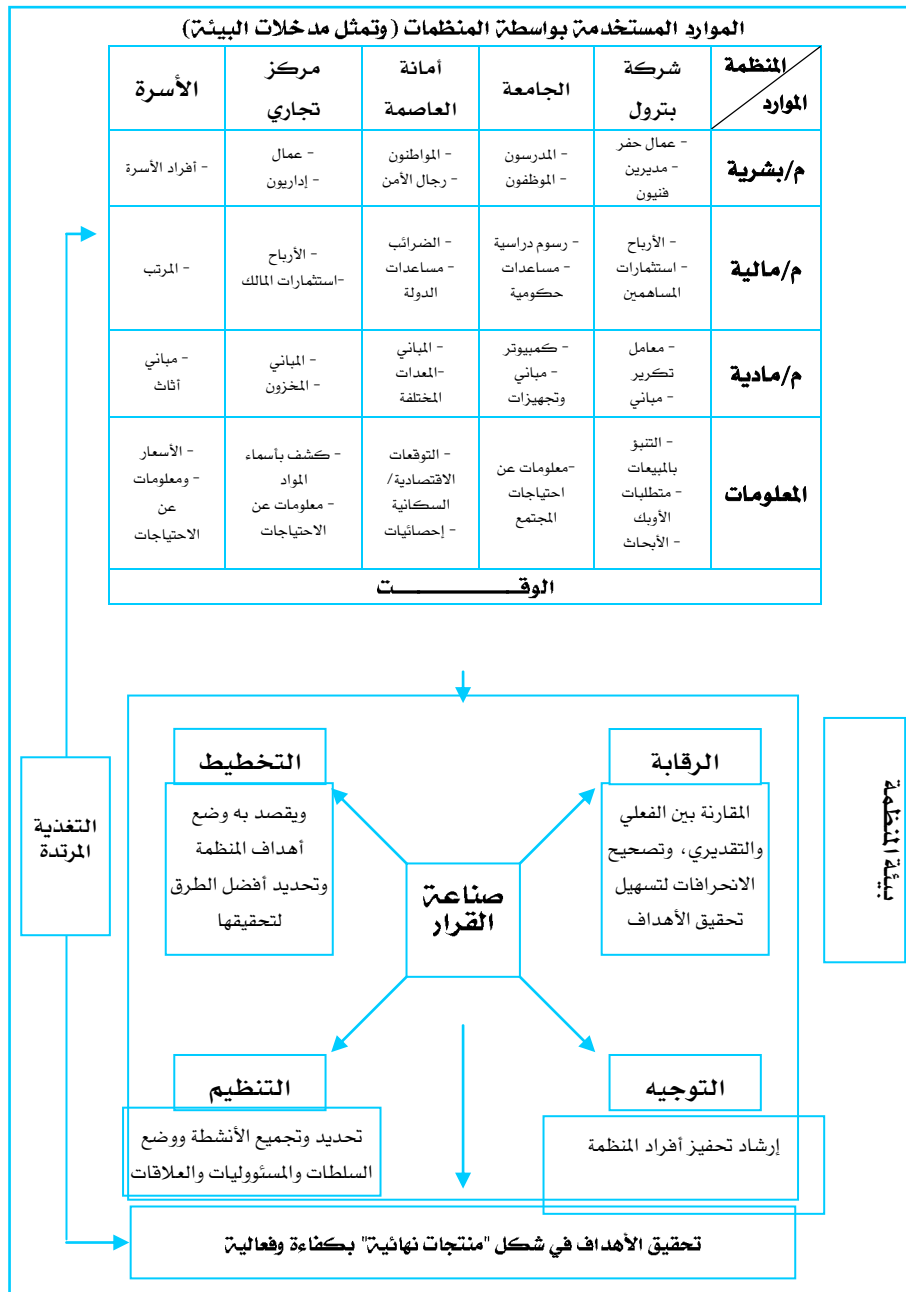 الموارد المستخدمة بواسطة المنظمات (وتمثل مدخلات البيئة)
المنظمة
الموارد
شركة
بترول
الجامعة
أمانة
العاصمة
مركز
تجاري
الأسرة
م/بشرية
- عمال حفر
- مديرين
فنيون
- المدرسون
- الموظفون
- المواطنون
- رجال الأمن
- عمال
- إداريون
- أفراد الأسرة
م/مالية
- الأرباح
- استثمارات
المساهمين
- رسوم دراسية
- مساعدات
حكومية
- الضرائب
- مساعدات
الدولة
- الأرباح
-استثمارات المالك
- المرتب
م/مادية
- معامل
تكرير
- مباني
- كمبيوتر
- مباني
وتجهيزات
- المباني
-المعدات
المختلفة
- المباني
- المخزون
- مباني
أثاث
المعلومات
- التنبؤ
بالمبيعات
- متطلبات
الأوبك
- الأبحاث
-معلومات عن
احتياجات
المجتمع
- التوقعات
الاقتصادية/
السكانية
- إحصائيات
- كشف بأسماء
المواد
- معلومات عن
الاحتياجات
- الأسعار
- ومعلومات
عن
الاحتياجات
الوقــــــــــــــت
بيئة المنظمة
الرقابة
المقارنة بين الفعلي
والتقديري، وتصحيح
الانحرافات لتسهيل
تحقيق الأهداف
التخطيط
ويقصد به وضع
أهداف المنظمة
وتحديد أفضل الطرق
لتحقيقها
صناعة
القرار
التغذية
المرتدة
التوجيه
إرشاد تحفيز أفراد المنظمة
التنظيم
تحديد وتجميع الأنشطة ووضع
السلطات والمسئووليات والعلاقات
تحقيق الأهداف في شكل "منتجات نهائية" بكفاءة وفعالية